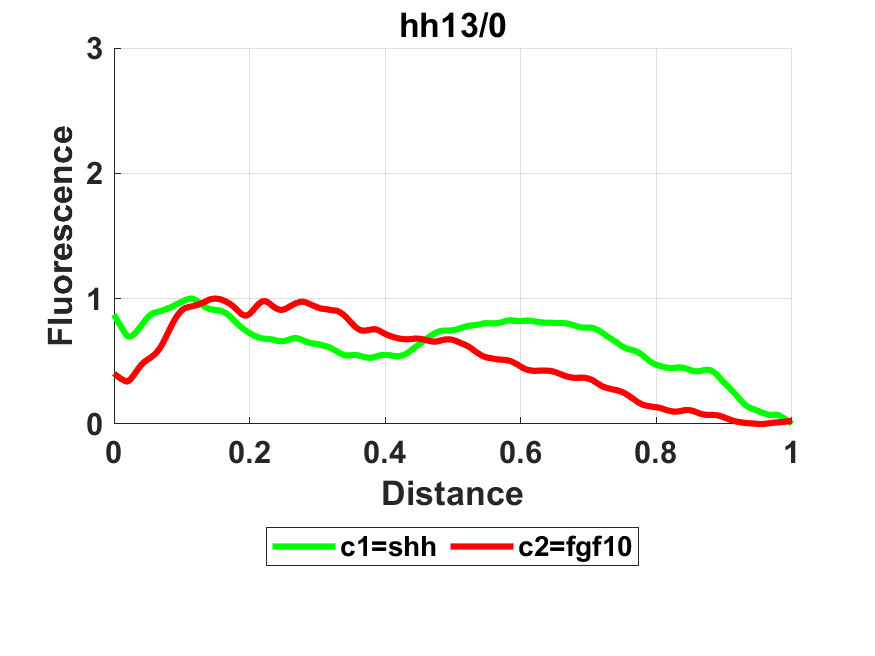 hh13/0
3
2
1
0
Fluorescence
0 0.2 0.4 0.6 0.8 1
Distance
c1=shh c2=fgf10